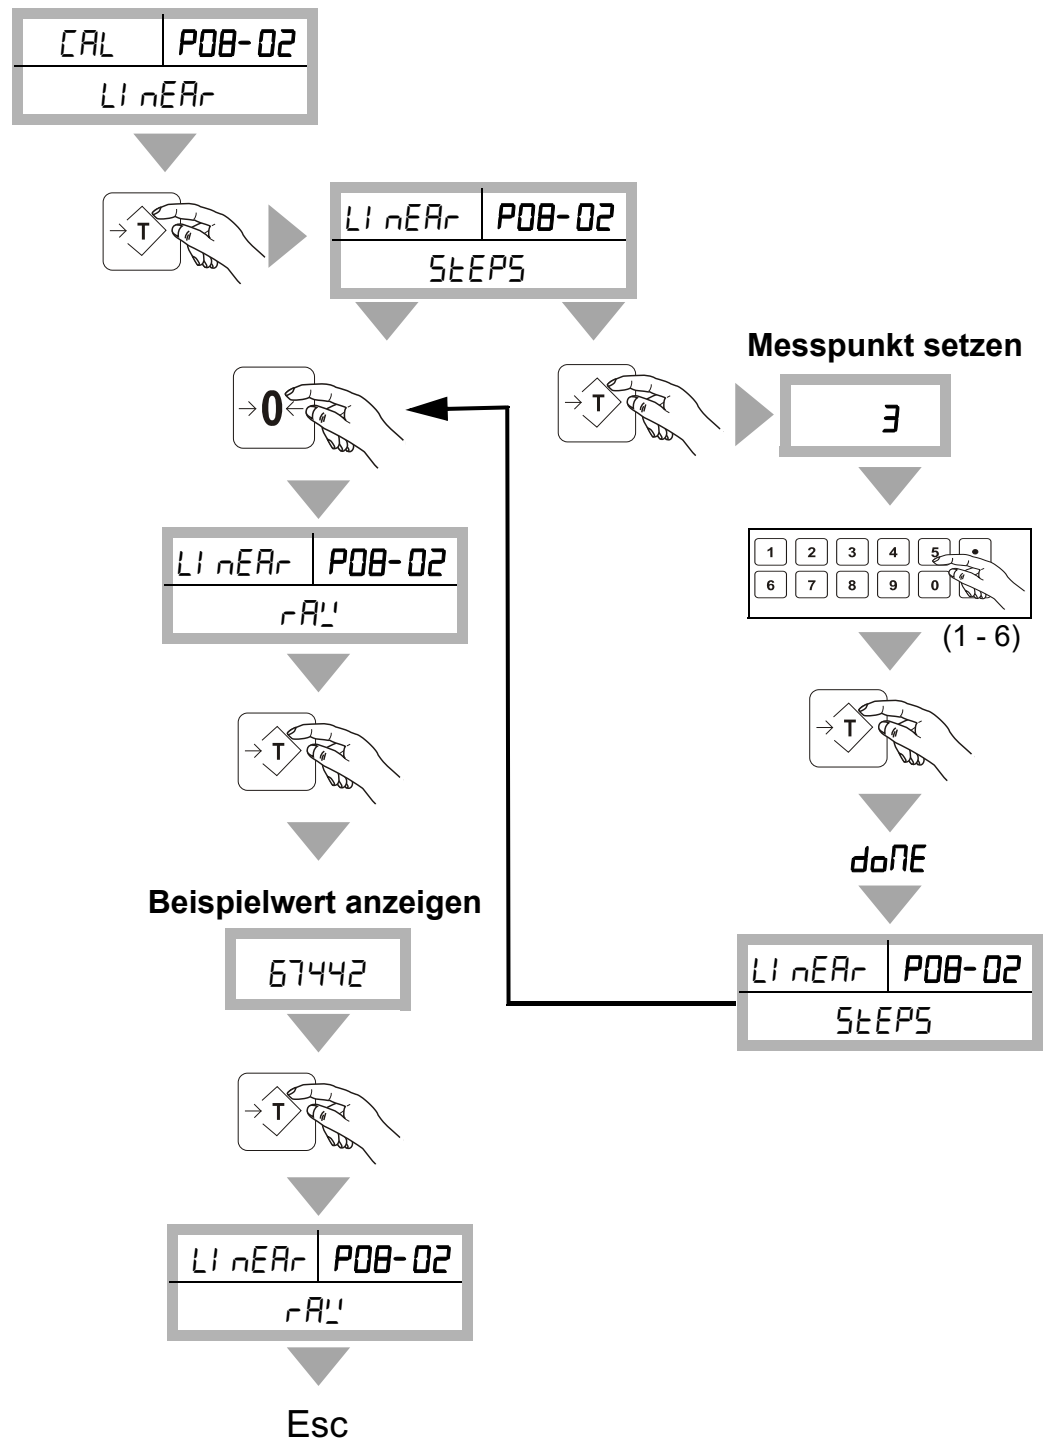 CAL P08-02
LInEAr
T
LInEAr P08-02
StEPS
Messpunkt setzen
0
T
3
LInEAr P08-02
rAW
1 2 3 4 5 •
6 7 8 9 0
(1 - 6)
T
T
doNE
Beispielwert anzeigen
67442
LInEAr P08-02
StEPS
T
LInEAr P08-02
rAW
Esc